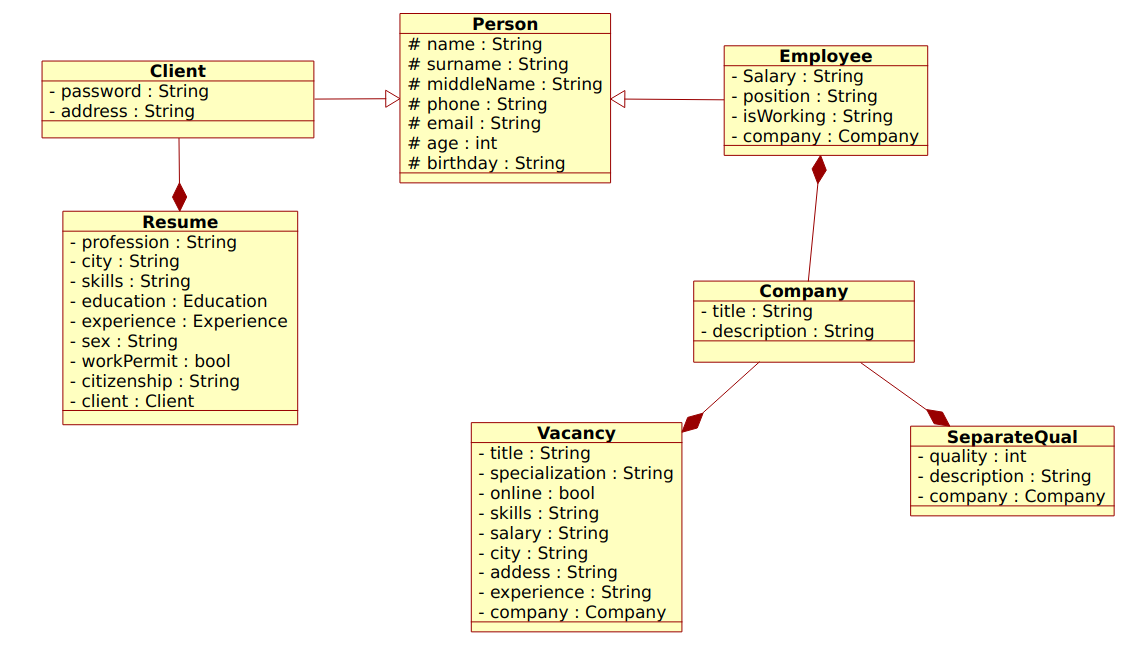 Person
# name : String
# surname : String
# middleName : String
# phone : String
# email : String
# age : int
# birthday : String
Client
- password : String
- address : String
Employee
- Salary : String
- position : String
- isWorking : String
- company : Company
Resume
- profession : String
- city : String
- skills : String
- education : Education
- experience : Experience
- sex : String
- workPermit : bool
- citizenship : String
- client : Client
Company
- title : String
- description : String
Vacancy
- title : String
- specialization : String
- online : bool
- skills : String
- salary : String
- city : String
- addess : String
- experience : String
- company : Company
SeparateQual
- quality : int
- description : String
- company : Company